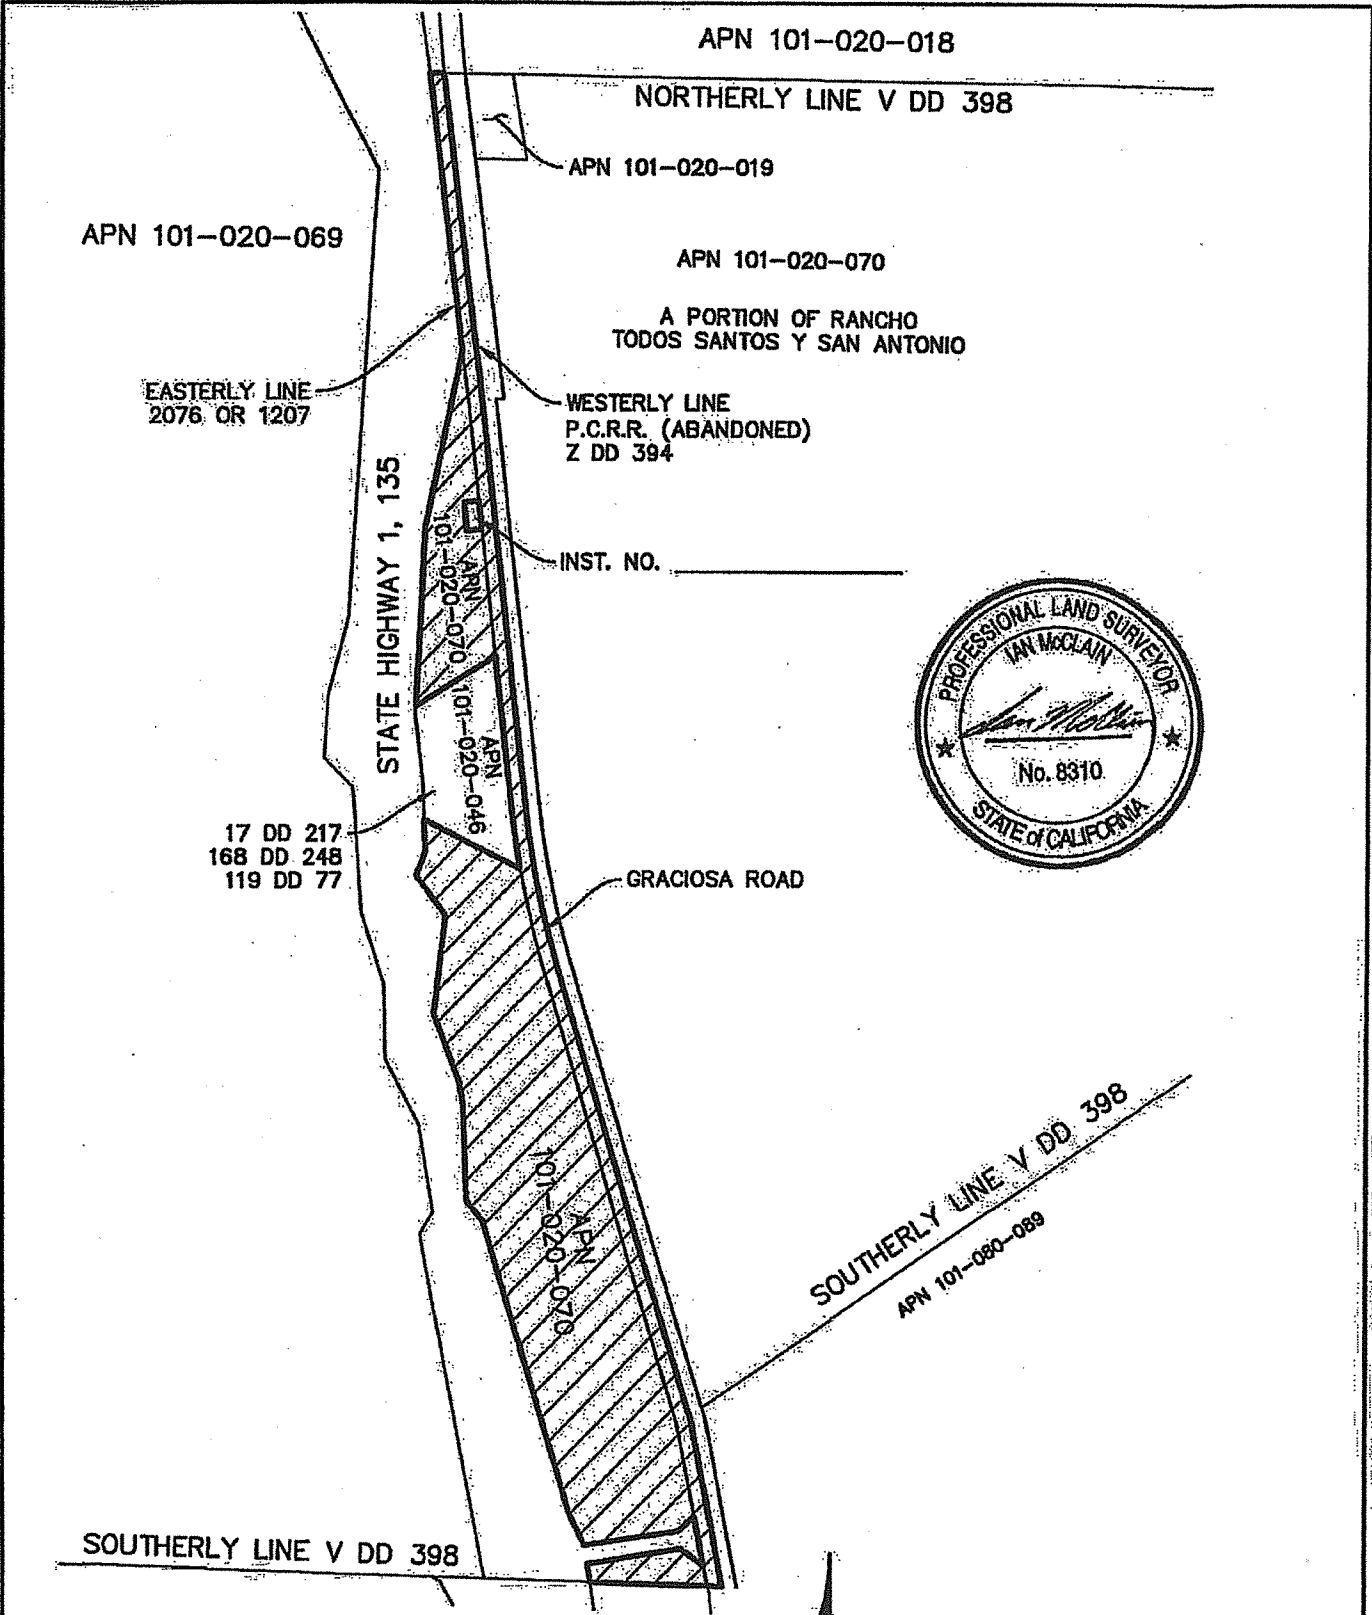 APN 101-020-018
NORTHERLY LINE V DD 398
APN 101-020-019
APN 101-020-069
APN 101-020-070
A PORTION OF RANCHO
TODOS SANTOS Y SAN ANTONIO
EASTERLY LINE
2076 OR 1207
WESTERLY LINE
P.C.R.R. (ABANDONED)
Z DD 394
STATE HIGHWAY 1, 135
APN
101-020-070
INST. NO.
PROFESSIONAL LAND SURVEYOR
IAN McCLAIN
Ian McClain
No. 8310
STATE of CALIFORNIA
APN
101-020-046
17 DD 217
168 DD 248
119 DD 77
GRACIOSA ROAD
APN
101-020-070
SOUTHERLY LINE V DD 398
APN 101-080-089
SOUTHERLY LINE V DD 398